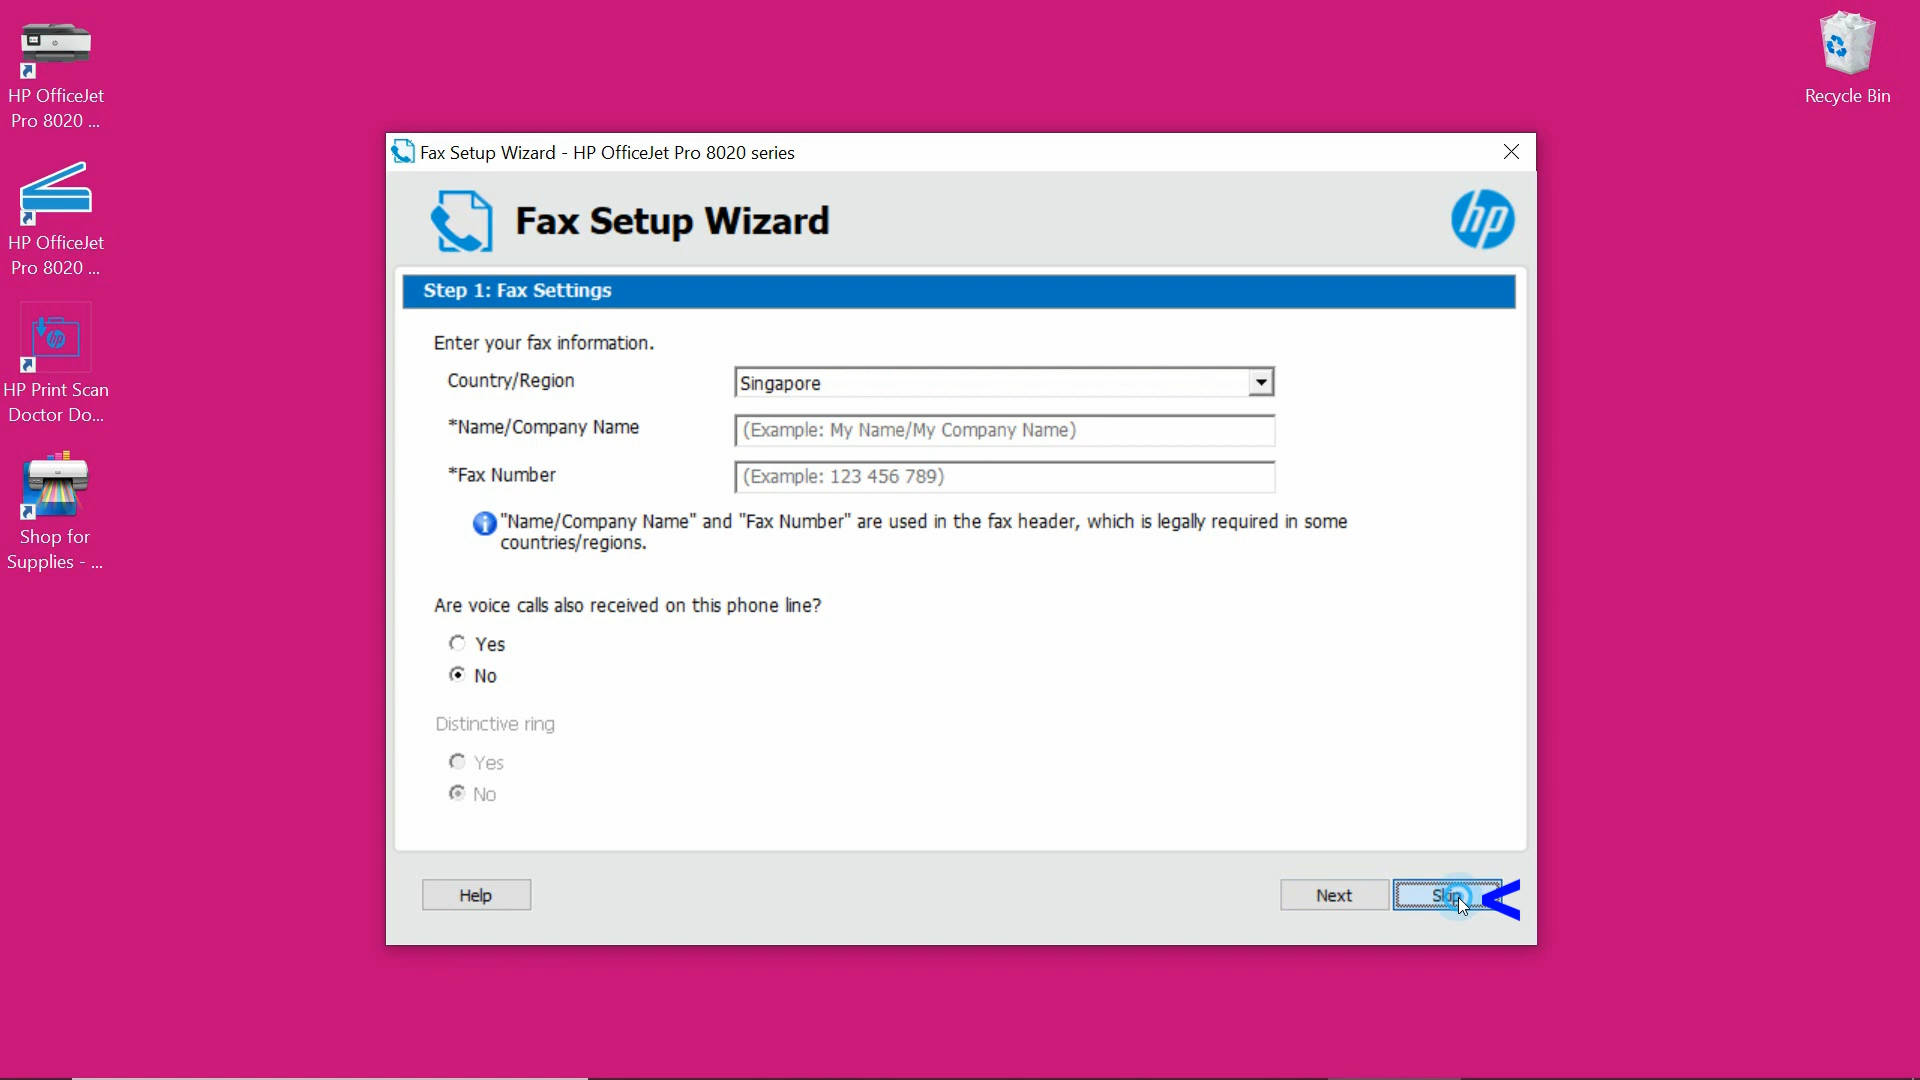 HP OfficeJet
Pro 8020 ...
HP OfficeJet
Pro 8020 ...
HP Print Scan
Doctor Do...
Shop for
Supplies - ...
Recycle Bin
Fax Setup Wizard - HP OfficeJet Pro 8020 series
Fax Setup Wizard
hp
Step 1: Fax Settings
Enter your fax information.
Country/Region
Singapore
*Name/Company Name
(Example: My Name/My Company Name)
*Fax Number
(Example: 123 456 789)
"Name/Company Name" and "Fax Number" are used in the fax header, which is legally required in some
countries/regions.
Are voice calls also received on this phone line?
Yes
No
Distinctive ring
Yes
No
Help
Next
Skip